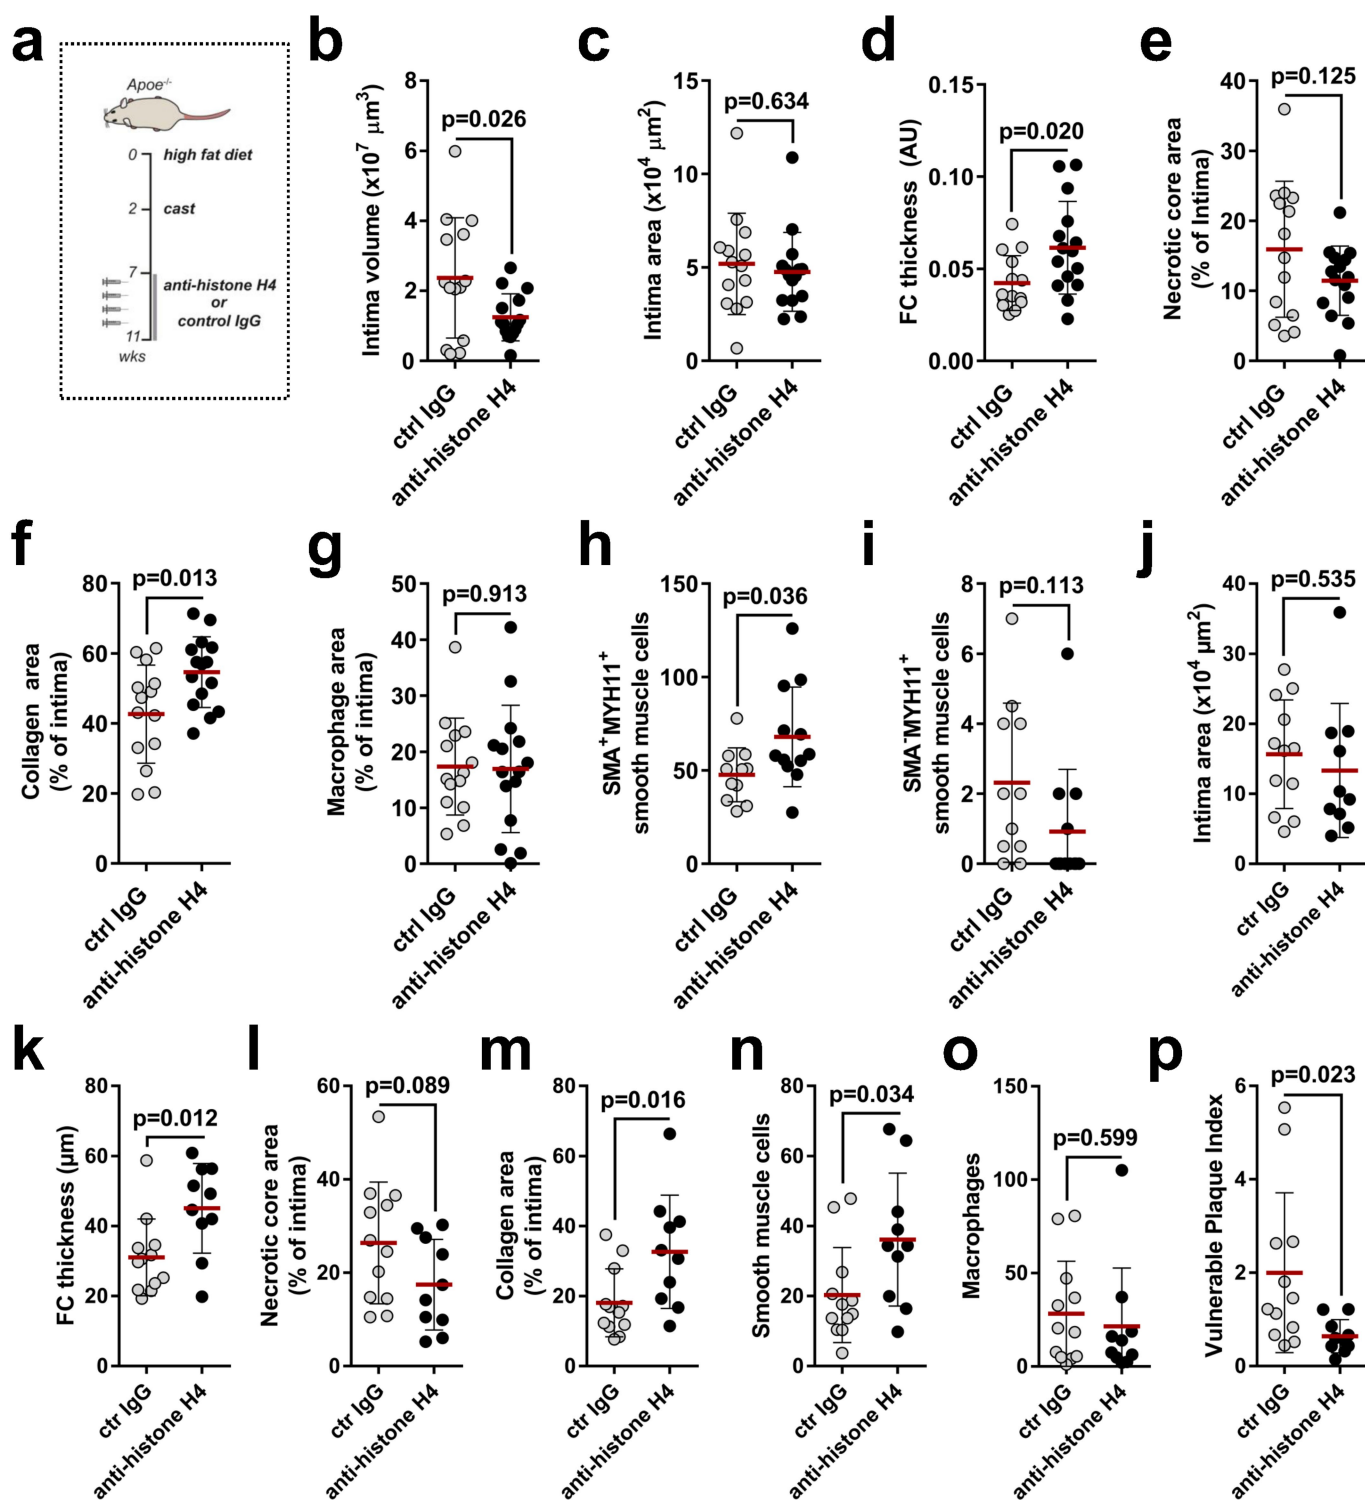 a
Apoe-/-
0 high fat diet
2 cast
7
anti-histone H4
or
control IgG
11
wks
b
Intima volume (x10⁷ µm³)
8
6
4
2
0
p=0.026
ctrl IgG
anti-histone H4
c
Intima area (x10⁴ µm²)
15
10
5
0
p=0.634
ctrl IgG
anti-histone H4
d
FC thickness (AU)
0.15
0.10
0.05
0.00
p=0.020
ctrl IgG
anti-histone H4
e
Necrotic core area
(% of Intima)
40
30
20
10
0
p=0.125
ctrl IgG
anti-histone H4
f
Collagen area
(% of intima)
80
60
40
20
0
p=0.013
ctrl IgG
anti-histone H4
g
Macrophage area
(% of intima)
50
40
30
20
10
0
p=0.913
ctrl IgG
anti-histone H4
h
SMA⁺MYH11⁺
smooth muscle cells
150
100
50
0
p=0.036
ctrl IgG
anti-histone H4
i
SMA⁻MYH11⁺
smooth muscle cells
8
6
4
2
0
p=0.113
ctrl IgG
anti-histone H4
j
Intima area (x10⁴ µm²)
40
30
20
10
0
p=0.535
ctr IgG
anti-histone H4
k
FC thickness (µm)
80
60
40
20
0
p=0.012
ctr IgG
anti-histone H4
l
Necrotic core area
(% of intima)
60
40
20
0
p=0.089
ctr IgG
anti-histone H4
m
Collagen area
(% of intima)
80
60
40
20
0
p=0.016
ctr IgG
anti-histone H4
n
Smooth muscle cells
80
60
40
20
0
p=0.034
ctr IgG
anti-histone H4
o
Macrophages
150
100
50
0
p=0.599
ctr IgG
anti-histone H4
p
Vulnerable Plaque Index
6
4
2
0
p=0.023
ctr IgG
anti-histone H4